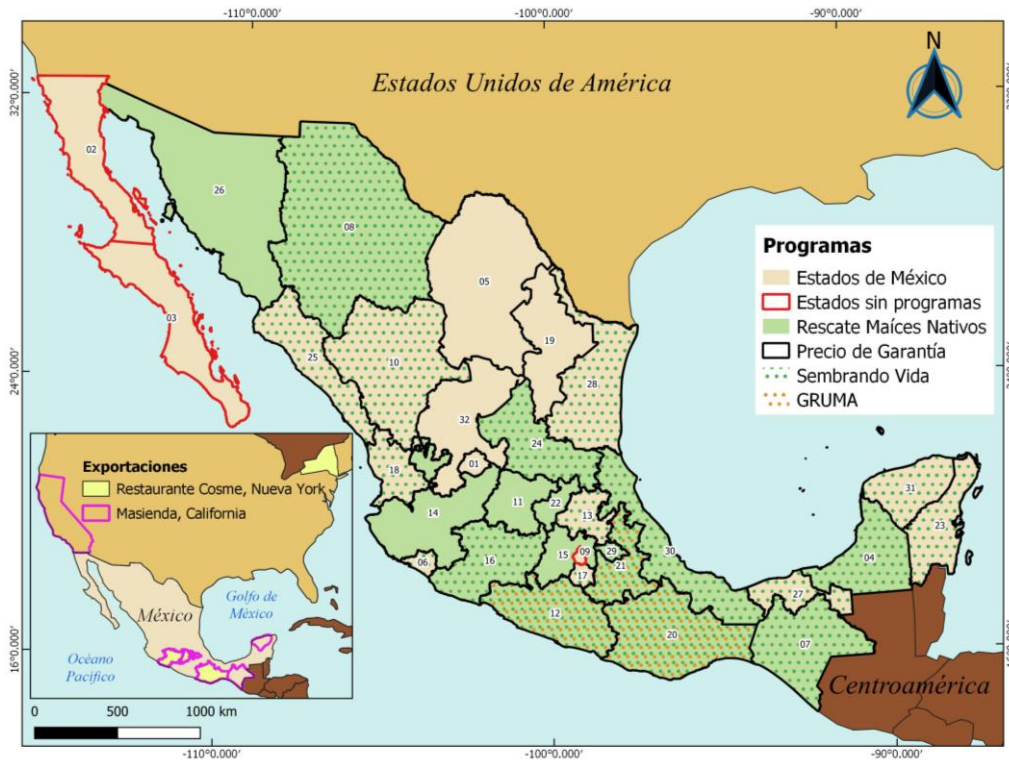 -110°0.000′
-100°0.000′
-90°0.000′
32°0.000′
24°0.000′
16°0.000′
N
Estados Unidos de América
02
26
08
03
05
19
25
10
28
32
24
18
01
14
11
22
13
31
23
16
15
09
29
30
04
06
17
21
27
12
20
07
Programas
Estados de México
Estados sin programas
Rescate Maíces Nativos
Precio de Garantía
Sembrando Vida
GRUMA
Centroamérica
Exportaciones
Restaurante Cosme, Nueva York
Masienda, California
México
Golfo de
México
Océano
Pacífico
0
500
1000 km
-110°0.000′
-100°0.000′
-90°0.000′